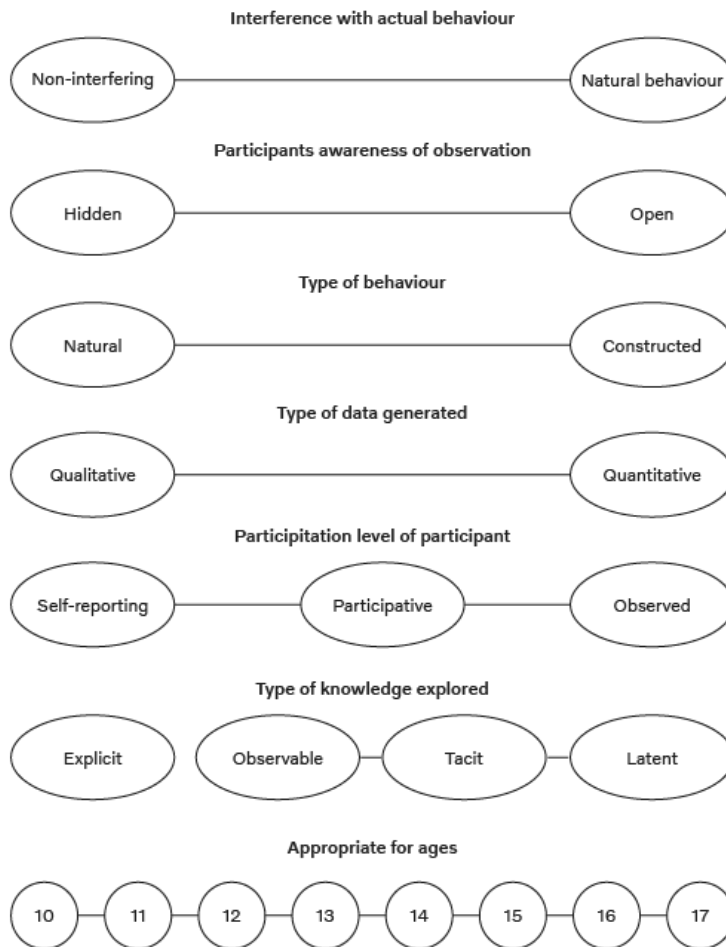 Interference with actual behaviour
Non-interfering Natural behaviour
Participants awareness of observation
Hidden Open
Type of behaviour
Natural Constructed
Type of data generated
Qualitative Quantitative
Participitation level of participant
Self-reporting Participative Observed
Type of knowledge explored
Explicit Observable Tacit Latent
Appropriate for ages
10 11 12 13 14 15 16 17